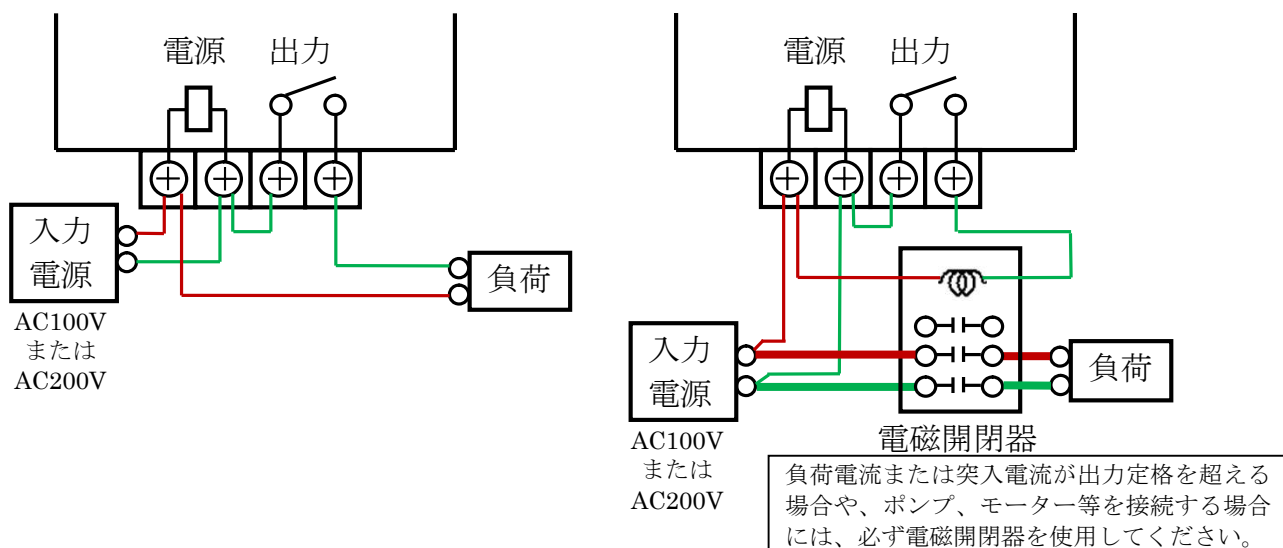 電源 出力
入力
電源
AC100V
または
AC200V
負荷
電源 出力
入力
電源
AC100V
または
AC200V
負荷
電磁開閉器
負荷電流または突入電流が出力定格を超える
場合や、ポンプ、モーター等を接続する場合
には、必ず電磁開閉器を使用してください。